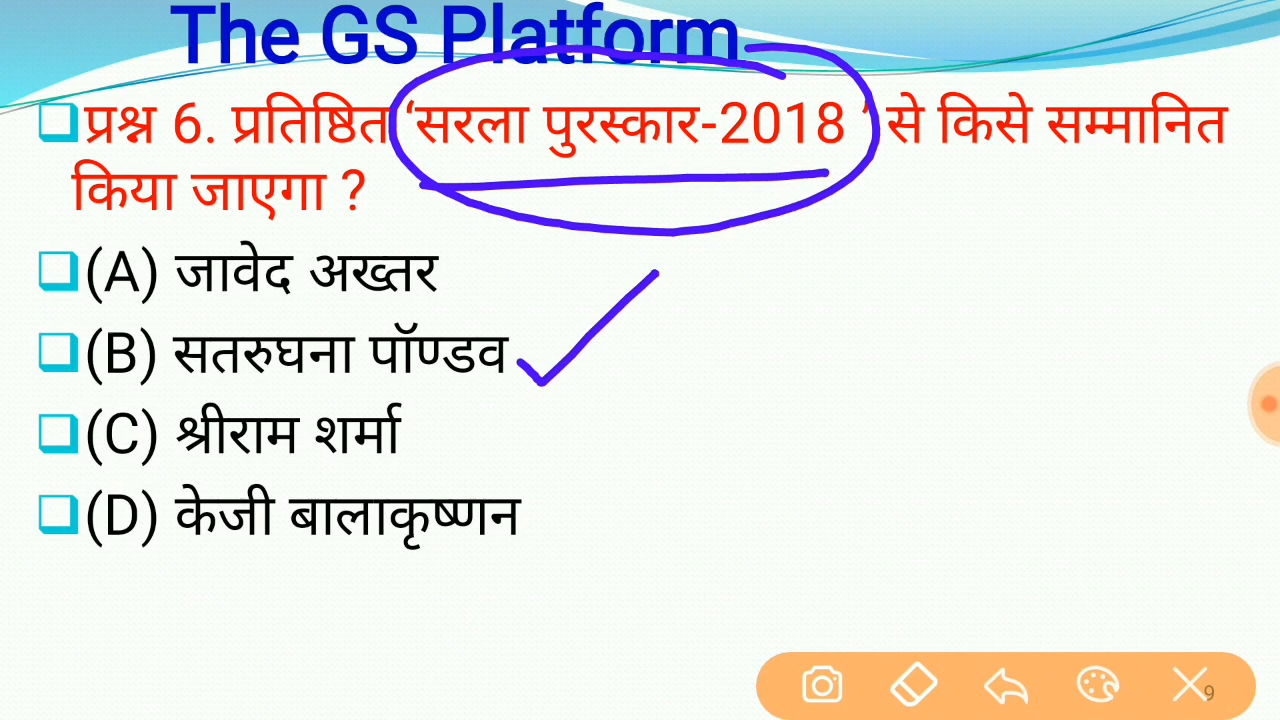 The GS Platform
प्रश्न 6. प्रतिष्ठित ‘सरला पुरस्कार-2018 ’ से किसे सम्मानित
किया जाएगा ?
(A) जावेद अख्तर
(B) सतरुघना पॉण्डव
(C) श्रीराम शर्मा
(D) केजी बालाकृष्णन
9